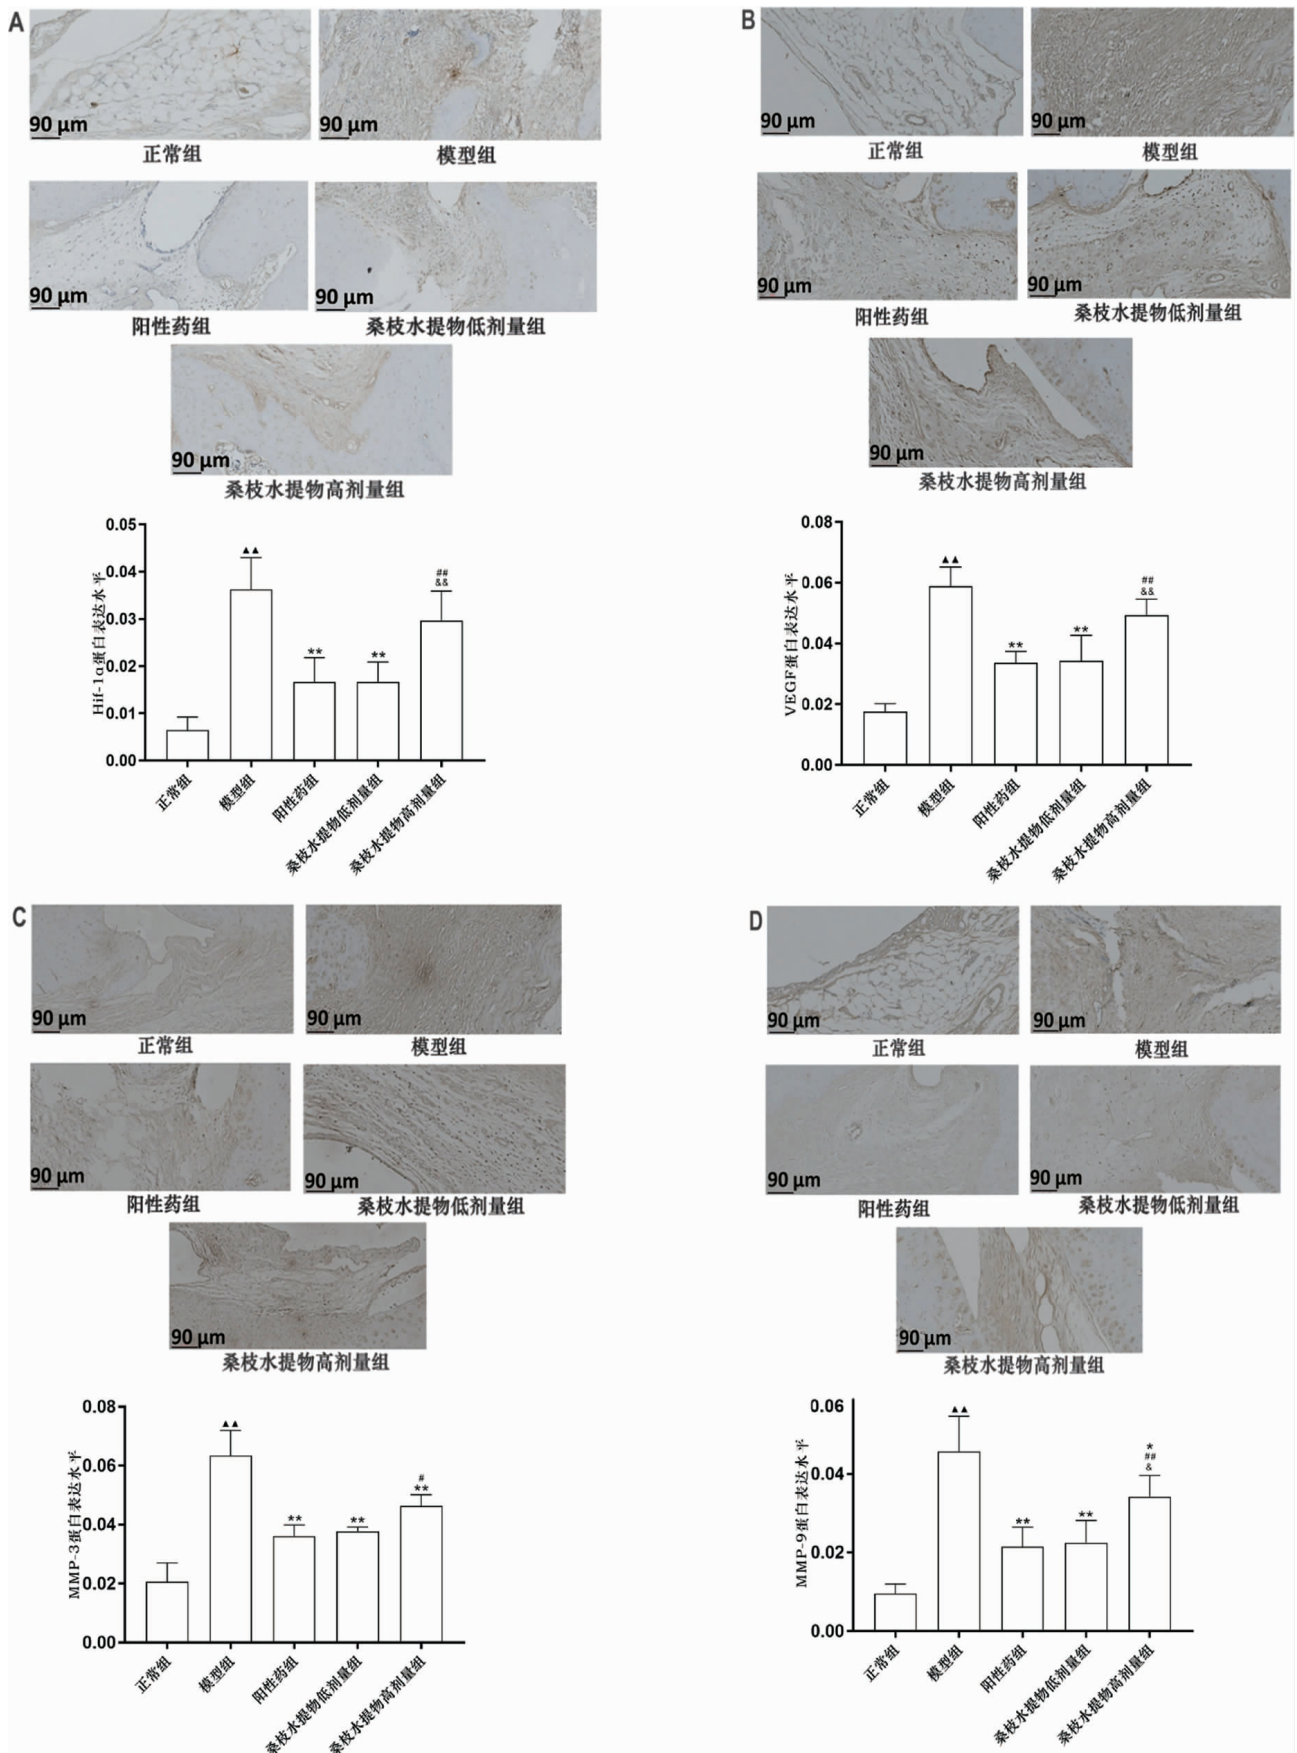 A
90 μm
90 μm
正常组
模型组
90 μm
90 μm
阳性药组
桑枝水提物低剂量组
90 μm
桑枝水提物高剂量组
Hif-1α蛋白表达水平
0.05
0.04
0.03
0.02
0.01
0.00
▲▲
**
**
##
&&
正常组
模型组
阳性药组
桑枝水提物低剂量组
桑枝水提物高剂量组
B
90 μm
90 μm
正常组
模型组
90 μm
90 μm
阳性药组
桑枝水提物低剂量组
90 μm
桑枝水提物高剂量组
VEGF蛋白表达水平
0.08
0.06
0.04
0.02
0.00
▲▲
**
**
##
&&
正常组
模型组
阳性药组
桑枝水提物低剂量组
桑枝水提物高剂量组
C
90 μm
90 μm
正常组
模型组
90 μm
90 μm
阳性药组
桑枝水提物低剂量组
90 μm
桑枝水提物高剂量组
MMP-3蛋白表达水平
0.08
0.06
0.04
0.02
0.00
▲▲
**
**
#
**
正常组
模型组
阳性药组
桑枝水提物低剂量组
桑枝水提物高剂量组
D
90 μm
90 μm
正常组
模型组
90 μm
90 μm
阳性药组
桑枝水提物低剂量组
90 μm
桑枝水提物高剂量组
MMP-9蛋白表达水平
0.06
0.04
0.02
0.00
▲▲
**
**
*
##
&
正常组
模型组
阳性药组
桑枝水提物低剂量组
桑枝水提物高剂量组